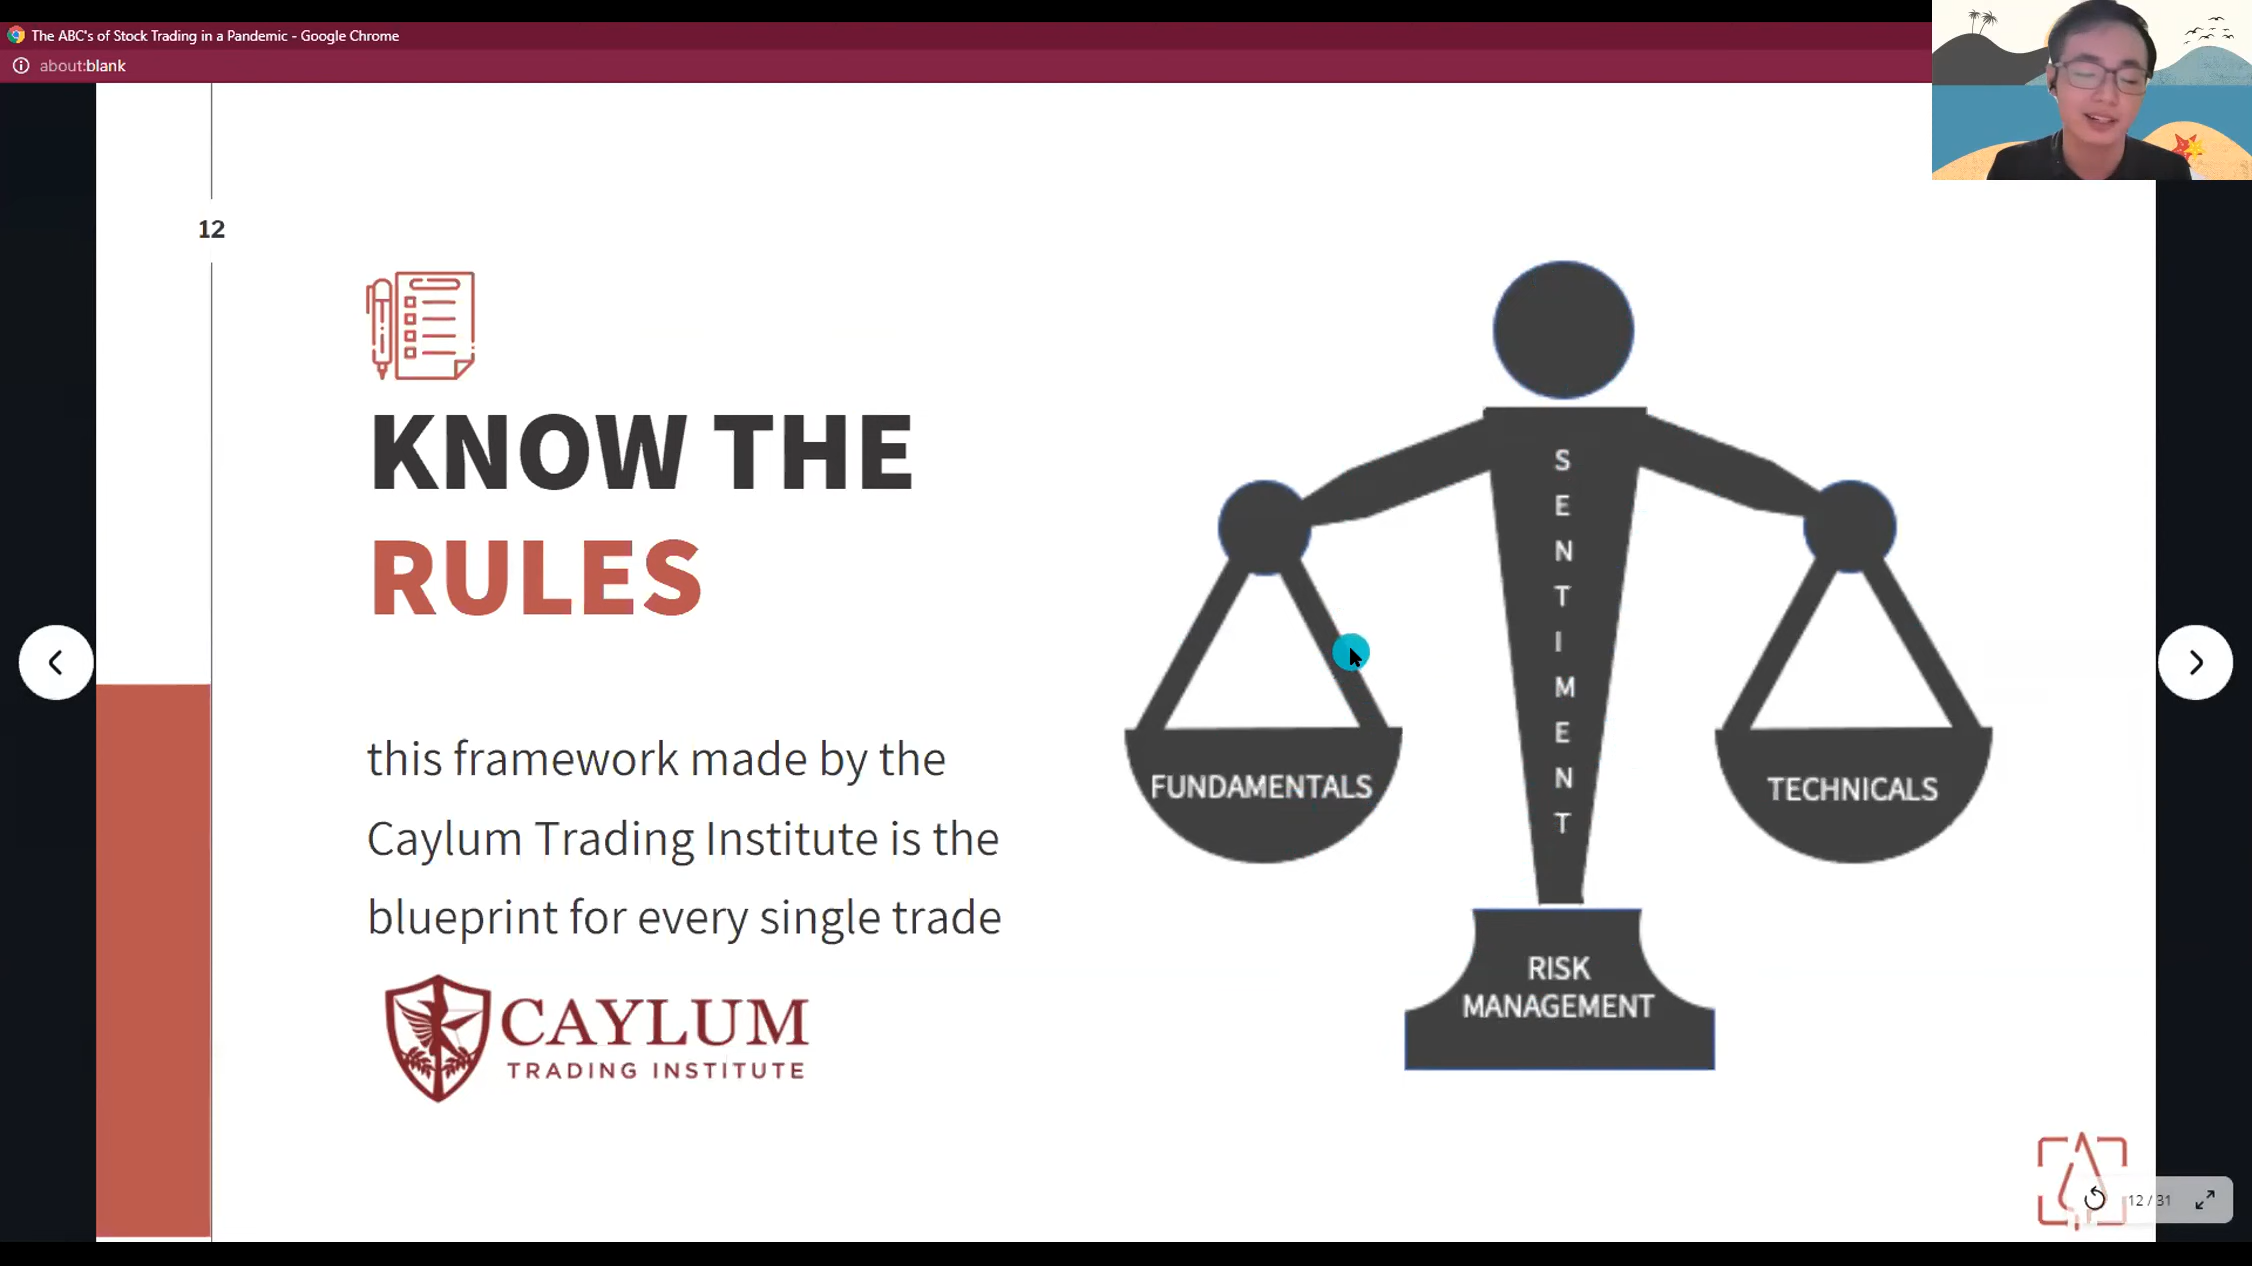 The ABC's of Stock Trading in a Pandemic - Google Chrome
about:blank
12
KNOW THE
RULES
this framework made by the
Caylum Trading Institute is the
blueprint for every single trade
CAYLUM
TRADING INSTITUTE
S
E
N
T
I
M
E
N
T
FUNDAMENTALS
TECHNICALS
RISK
MANAGEMENT
12 / 31